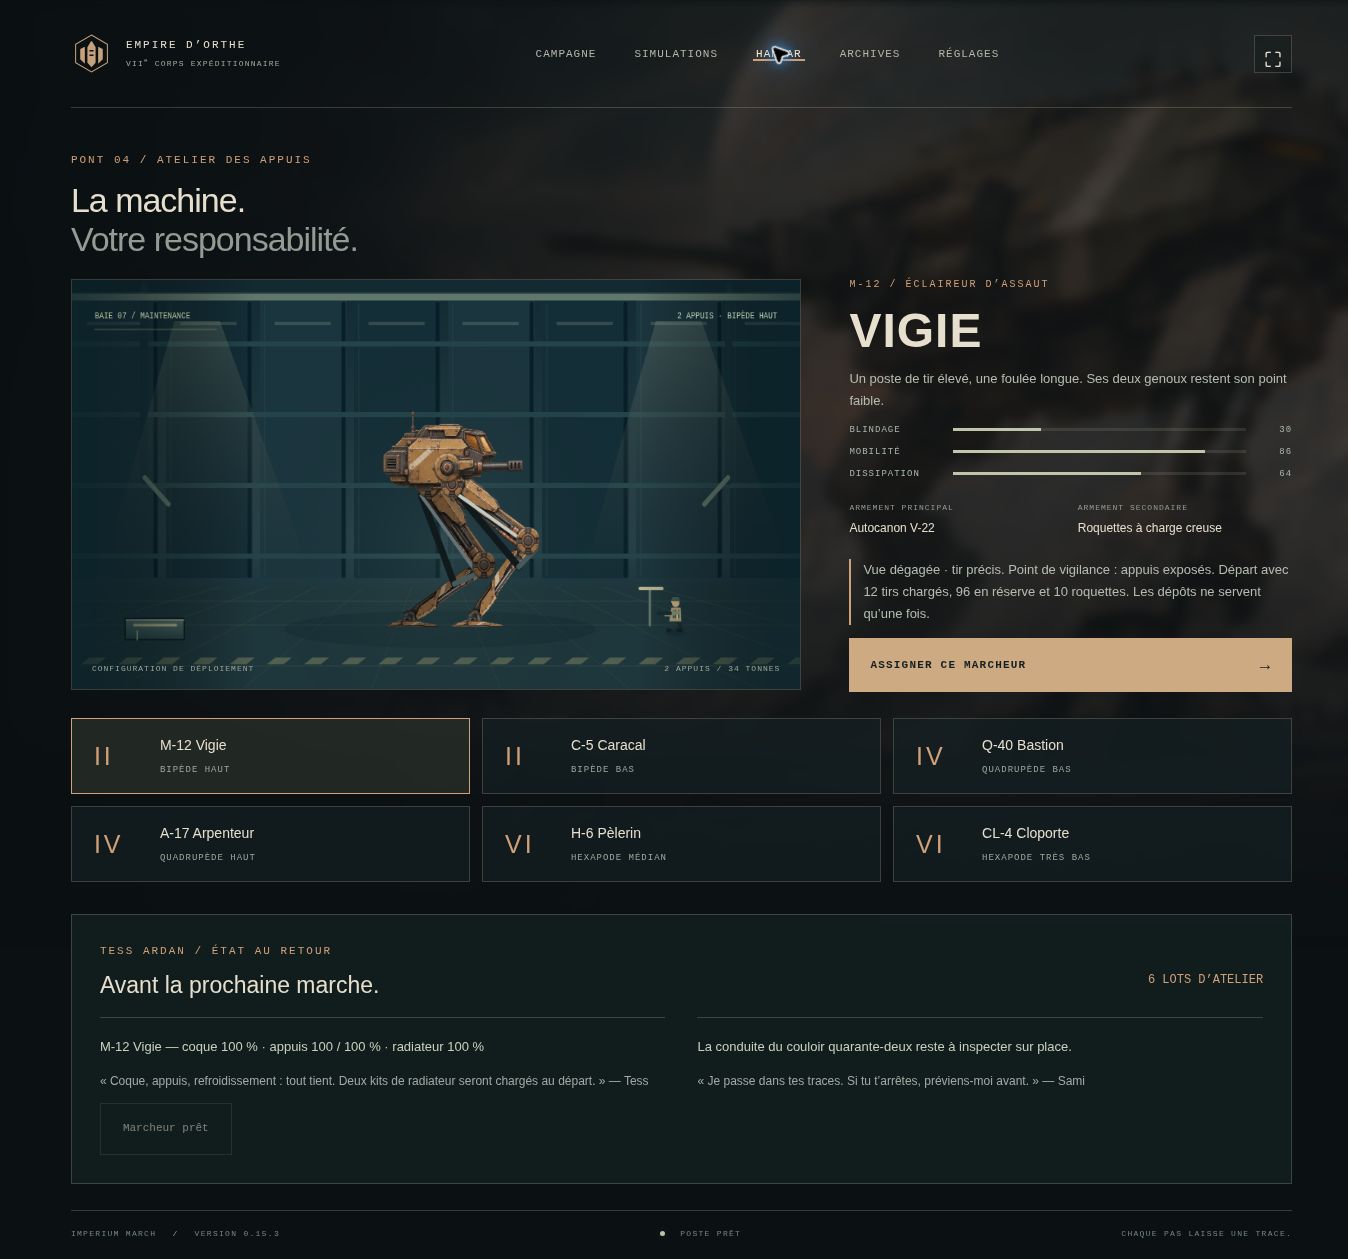 EMPIRE D’ORTHE
VIIᵉ CORPS EXPÉDITIONNAIRE
CAMPAGNE
SIMULATIONS
ARCHIVES
RÉGLAGES
PONT 04 / ATELIER DES APPUIS
La machine.
Votre responsabilité.
BAIE 07 / MAINTENANCE
2 APPUIS · BIPÈDE HAUT
CONFIGURATION DE DÉPLOIEMENT
2 APPUIS / 34 TONNES
M-12 / ÉCLAIREUR D’ASSAUT
VIGIE
Un poste de tir élevé, une foulée longue. Ses deux genoux restent son point
faible.
BLINDAGE 30
MOBILITÉ 86
DISSIPATION 64
ARMEMENT PRINCIPAL
Autocanon V-22
ARMEMENT SECONDAIRE
Roquettes à charge creuse
Vue dégagée · tir précis. Point de vigilance : appuis exposés. Départ avec
12 tirs chargés, 96 en réserve et 10 roquettes. Les dépôts ne servent
qu’une fois.
ASSIGNER CE MARCHEUR →
II
M-12 Vigie
BIPÈDE HAUT
II
C-5 Caracal
BIPÈDE BAS
IV
Q-40 Bastion
QUADRUPÈDE BAS
IV
A-17 Arpenteur
QUADRUPÈDE HAUT
VI
H-6 Pèlerin
HEXAPODE MÉDIAN
VI
CL-4 Cloporte
HEXAPODE TRÈS BAS
TESS ARDAN / ÉTAT AU RETOUR
Avant la prochaine marche.
6 LOTS D’ATELIER
M-12 Vigie — coque 100 % · appuis 100 / 100 % · radiateur 100 %
« Coque, appuis, refroidissement : tout tient. Deux kits de radiateur seront chargés au départ. » — Tess
Marcheur prêt
La conduite du couloir quarante-deux reste à inspecter sur place.
« Je passe dans tes traces. Si tu t’arrêtes, préviens-moi avant. » — Sami
IMPERIUM MARCH / VERSION 0.15.3
POSTE PRÊT
CHAQUE PAS LAISSE UNE TRACE.